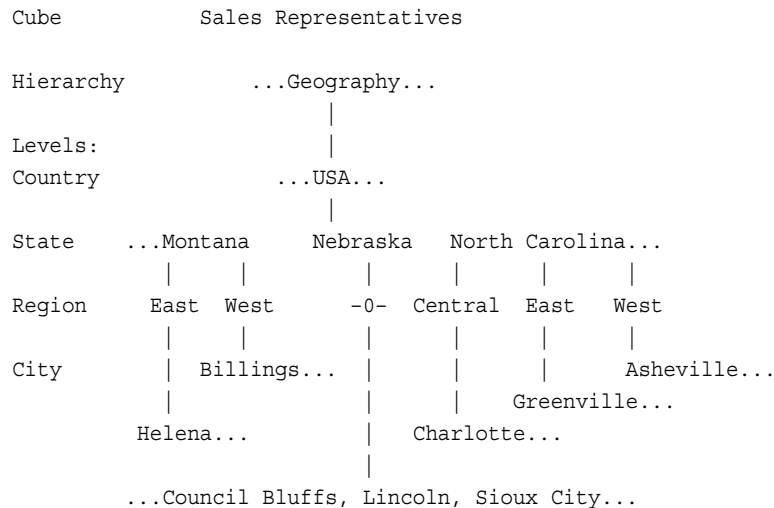 Cube Sales Representatives
Hierarchy ...Geography...
Levels:
Country ...USA...
State ...Montana Nebraska North Carolina...
Region East West -0- Central East West
City Billings... Asheville...
Greenville...
Helena... Charlotte...
...Council Bluffs, Lincoln, Sioux City...